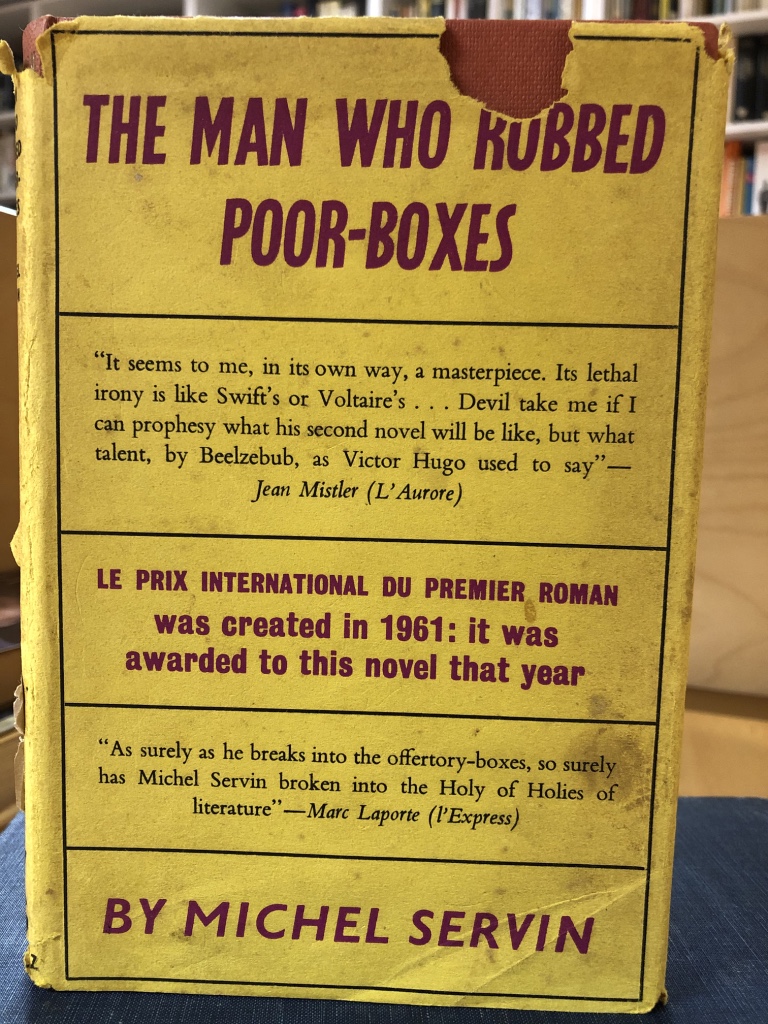 THE MAN WHO ROBBED
POOR-BOXES
“It seems to me, in its own way, a masterpiece. Its lethal
irony is like Swift’s or Voltaire’s . . . Devil take me if I
can prophesy what his second novel will be like, but what
talent, by Beelzebub, as Victor Hugo used to say”—
Jean Mistler (L’Aurore)
LE PRIX INTERNATIONAL DU PREMIER ROMAN
was created in 1961: it was
awarded to this novel that year
“As surely as he breaks into the offertory-boxes, so surely
has Michel Servin broken into the Holy of Holies of
literature”—Marc Laporte (l’Express)
BY MICHEL SERVIN